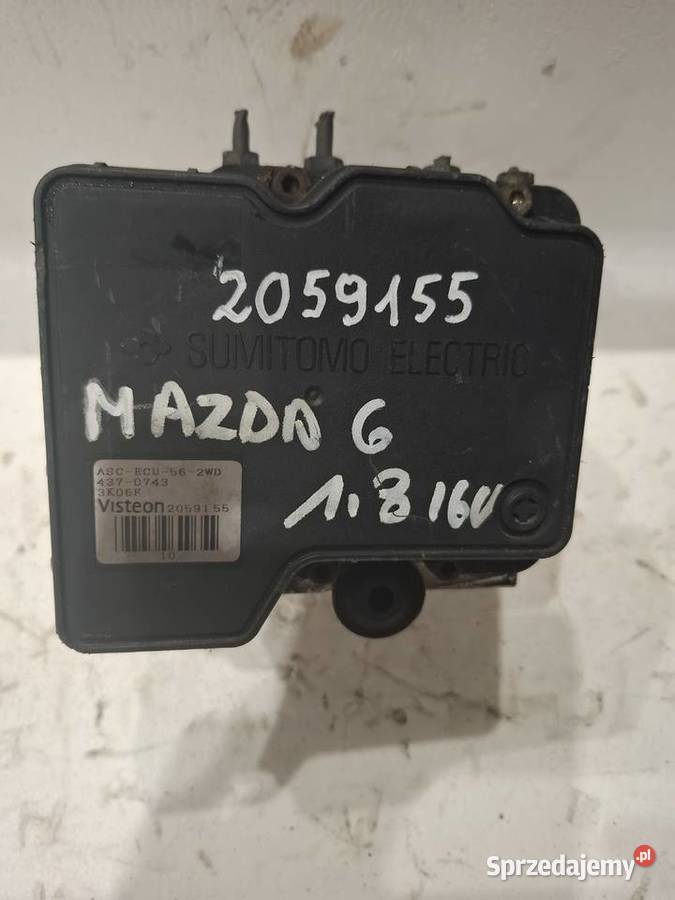 2059155
SUMITOMO ELECTRIC
MAZDA 6
1.8 16V
ASC-ECU-56-2WD
437-0743
3K06F
Visteon 2059155
10
Sprzedajemy.pl